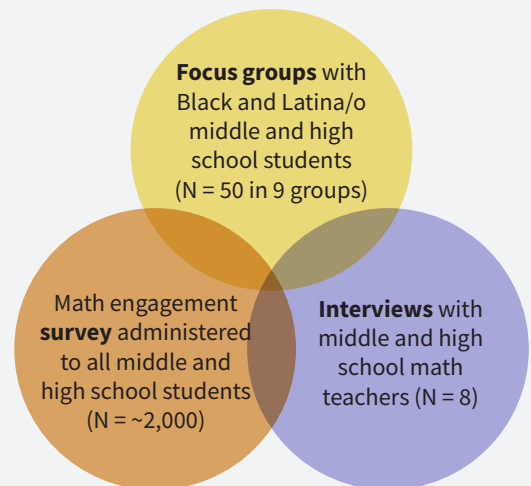 Focus groups with
Black and Latina/o
middle and high
school students
(N = 50 in 9 groups)
Math engagement
survey administered
to all middle and
high school students
(N = ~2,000)
Interviews with
middle and high
school math
teachers (N = 8)